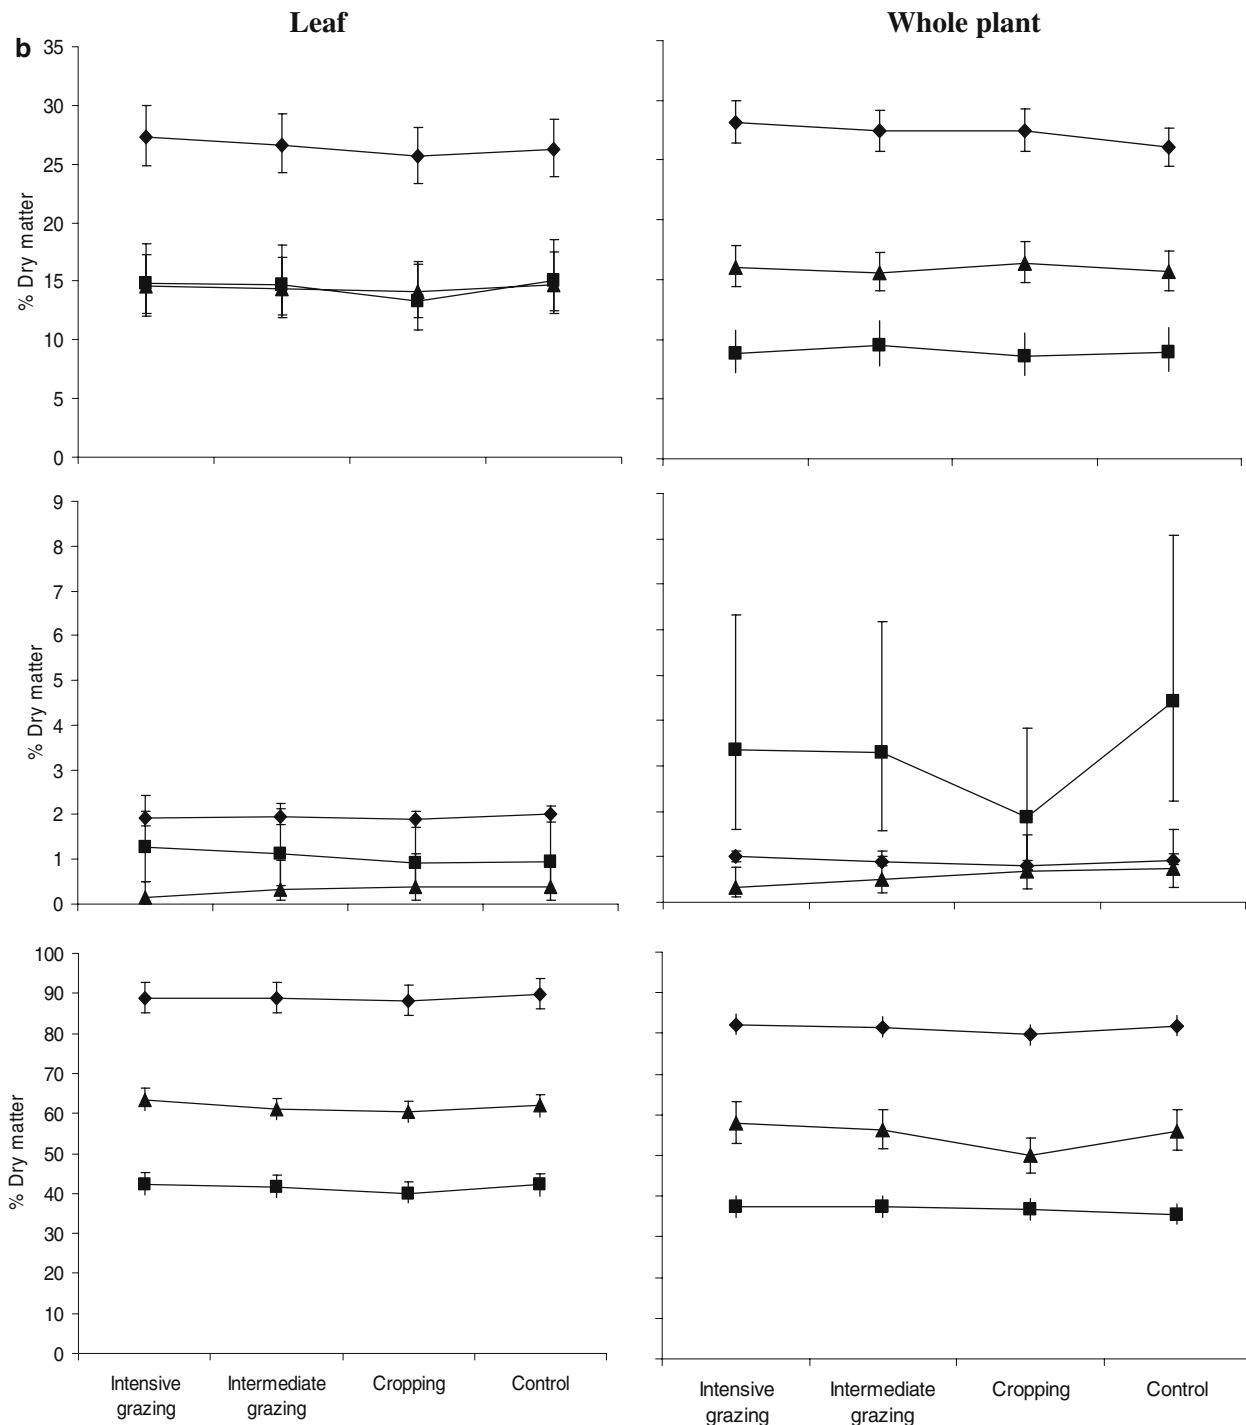 Leaf
Whole plant
b
35
30
25
20
15
10
5
0
% Dry matter
9
8
7
6
5
4
3
2
1
0
% Dry matter
100
90
80
70
60
50
40
30
20
10
0
% Dry matter
Intensive
grazing
Intermediate
grazing
Cropping
Control
Intensive
grazing
Intermediate
grazing
Cropping
Control